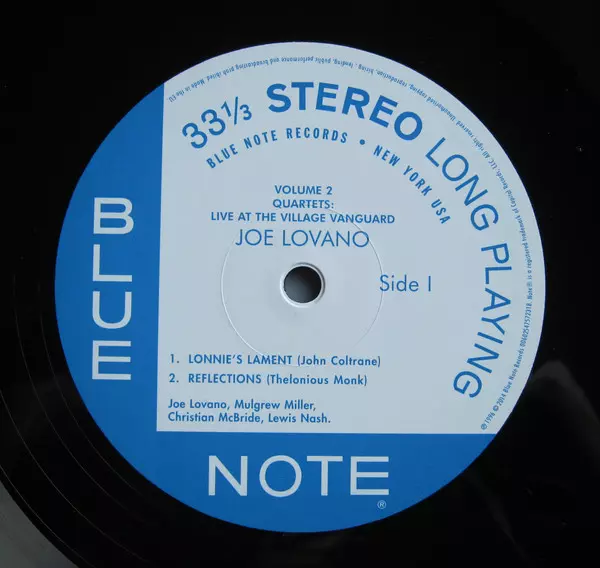 33⅓ STEREO LONG PLAYING
BLUE NOTE RECORDS • NEW YORK USA
VOLUME 2
QUARTETS:
LIVE AT THE VILLAGE VANGUARD
JOE LOVANO
Side 1
1. LONNIE'S LAMENT (John Coltrane)
2. REFLECTIONS (Thelonious Monk)
Joe Lovano, Mulgrew Miller,
Christian McBride, Lewis Nash.
BLUE
NOTE®